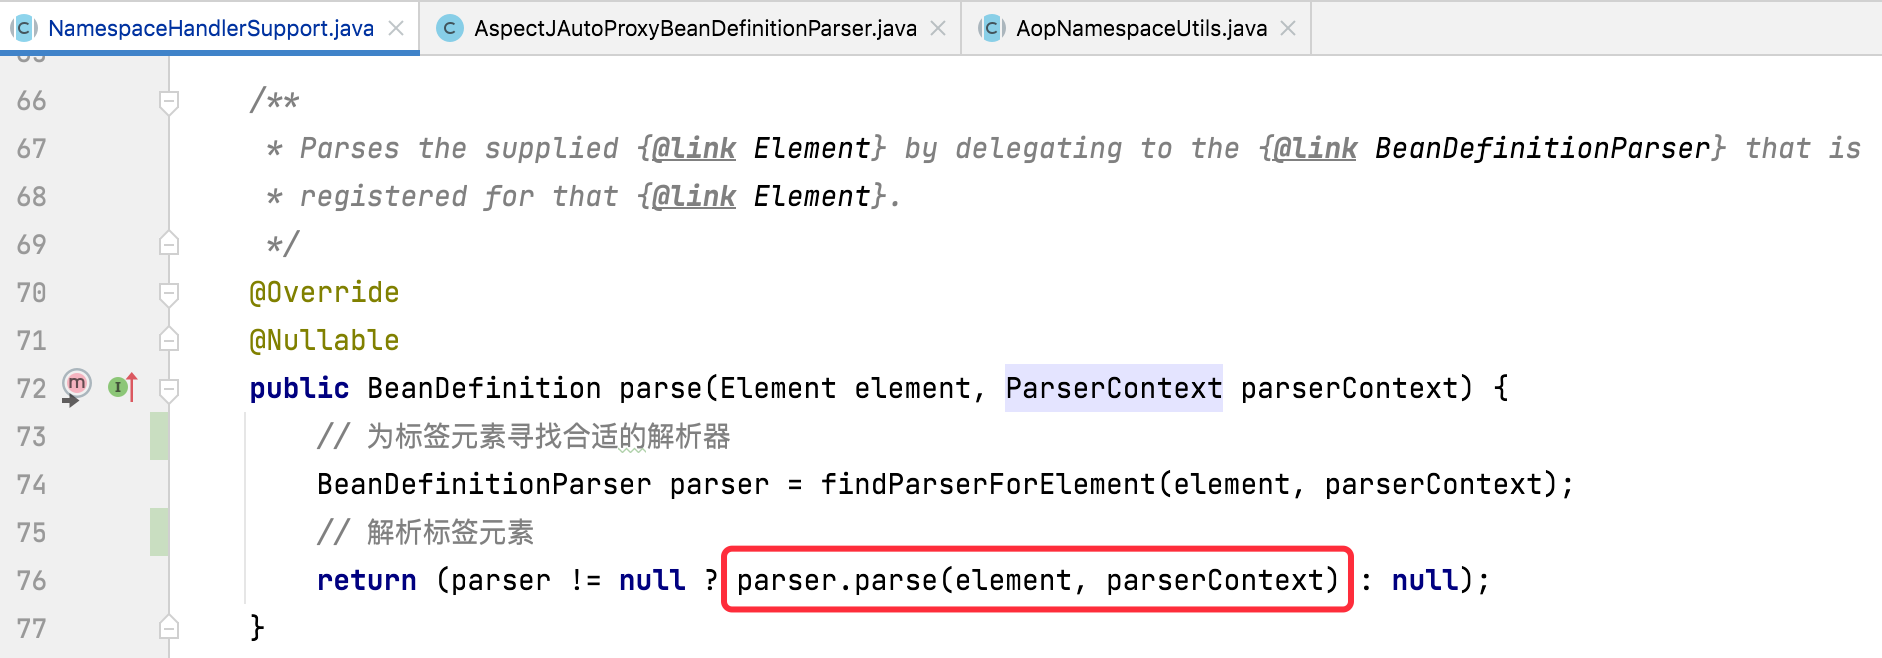 NamespaceHandlerSupport.java AspectJAutoProxyBeanDefinitionParser.java AopNamespaceUtils.java
66 /**
67 * Parses the supplied {@link Element} by delegating to the {@link BeanDefinitionParser} that is
68 * registered for that {@link Element}.
69 */
70 @Override
71 @Nullable
72 public BeanDefinition parse(Element element, ParserContext parserContext) {
73 // 为标签元素寻找合适的解析器
74 BeanDefinitionParser parser = findParserForElement(element, parserContext);
75 // 解析标签元素
76 return (parser != null ? parser.parse(element, parserContext) : null);
77 }